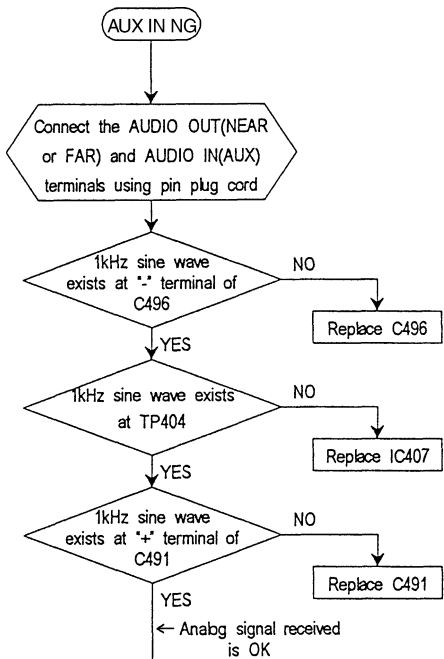 AUX IN NG
Connect the AUDIO OUT(NEAR
or FAR) and AUDIO IN(AUX)
terminals using pin plug cord
1kHz sine wave
exists at "-" terminal of
C496
NO
Replace C496
YES
1kHz sine wave exists
at TP404
NO
Replace IC407
YES
1kHz sine wave
exists at "+" terminal of
C491
NO
Replace C491
YES
← Analog signal received
is OK